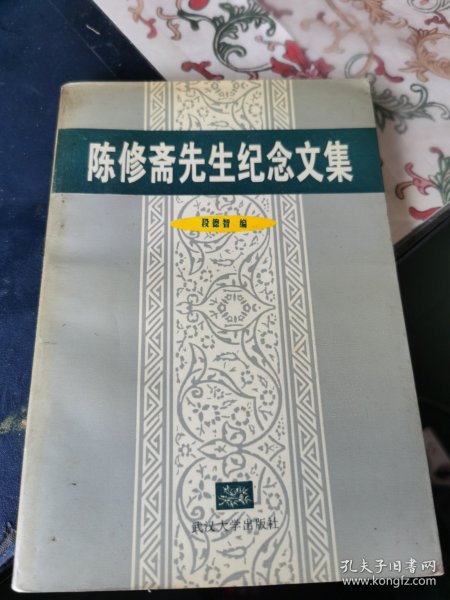 陈修斋先生纪念文集
段德智 编
武汉大学出版社
孔夫子旧书网
www.kongfz.com